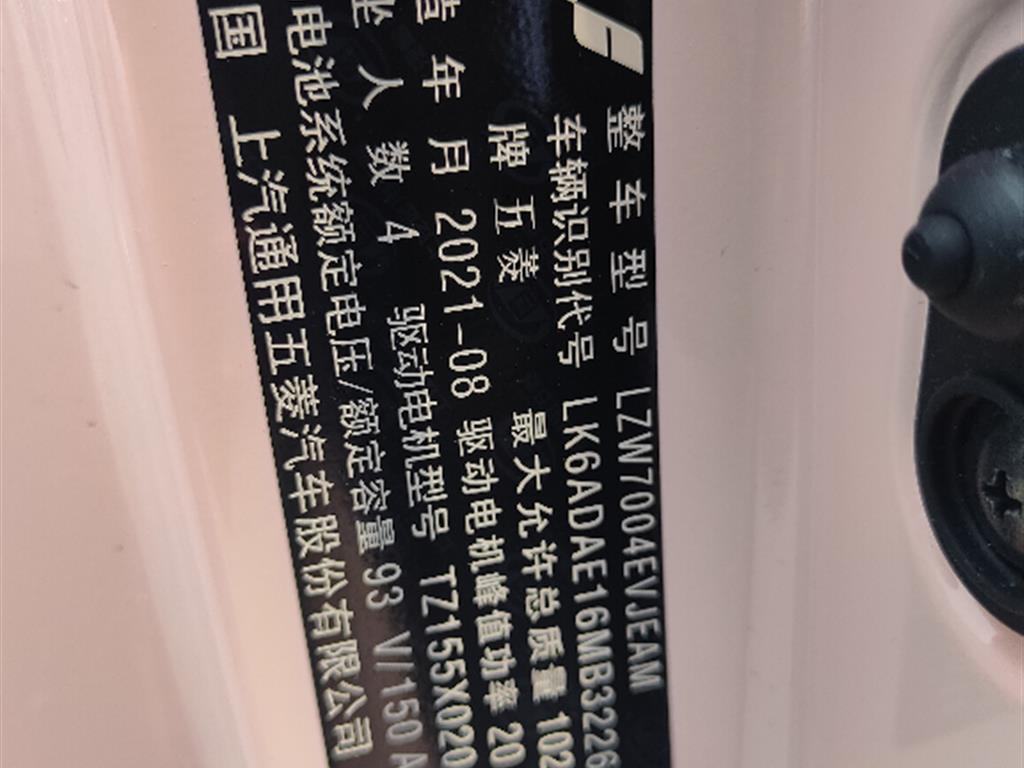 整车型号 LZW7004EVJEAM
车辆识别代号 LK6ADAE16MB3226
牌 五菱 最大允许总质量 102
年月 2021-08 驱动电机峰值功率 20
坐人数 4 驱动电机型号 TZ155X020
电池系统额定电压/额定容量 93 V/150 A
国 上汽通用五菱汽车股份有限公司